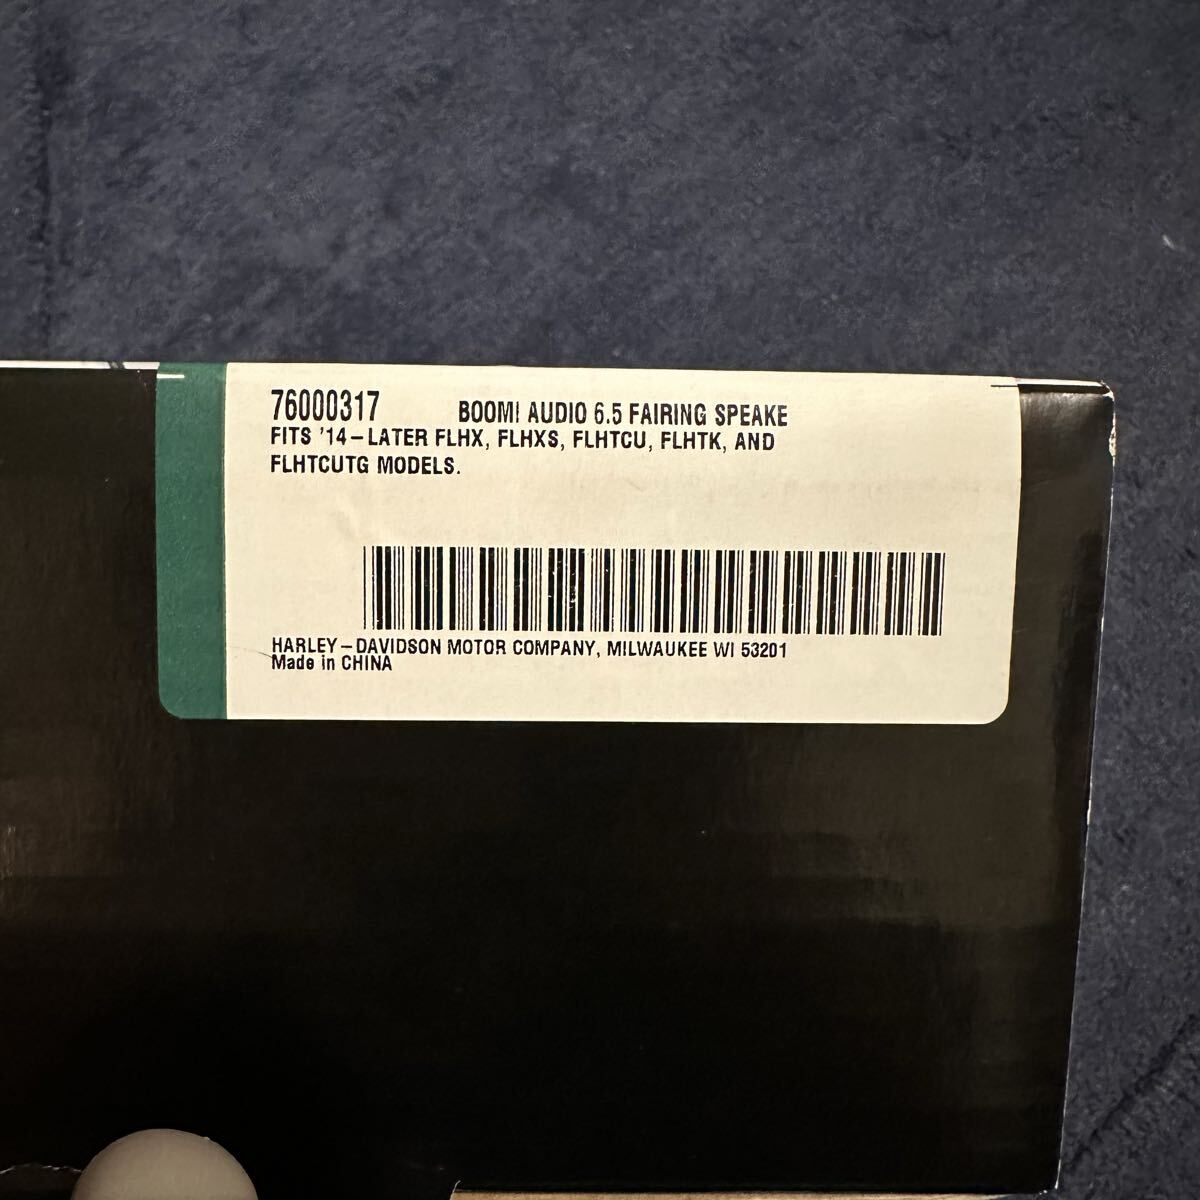 76000317 BOOM! AUDIO 6.5 FAIRING SPEAKE
FITS '14-LATER FLHX, FLHXS, FLHTCU, FLHTK, AND
FLHTCUTG MODELS.
HARLEY-DAVIDSON MOTOR COMPANY, MILWAUKEE WI 53201
Made in CHINA